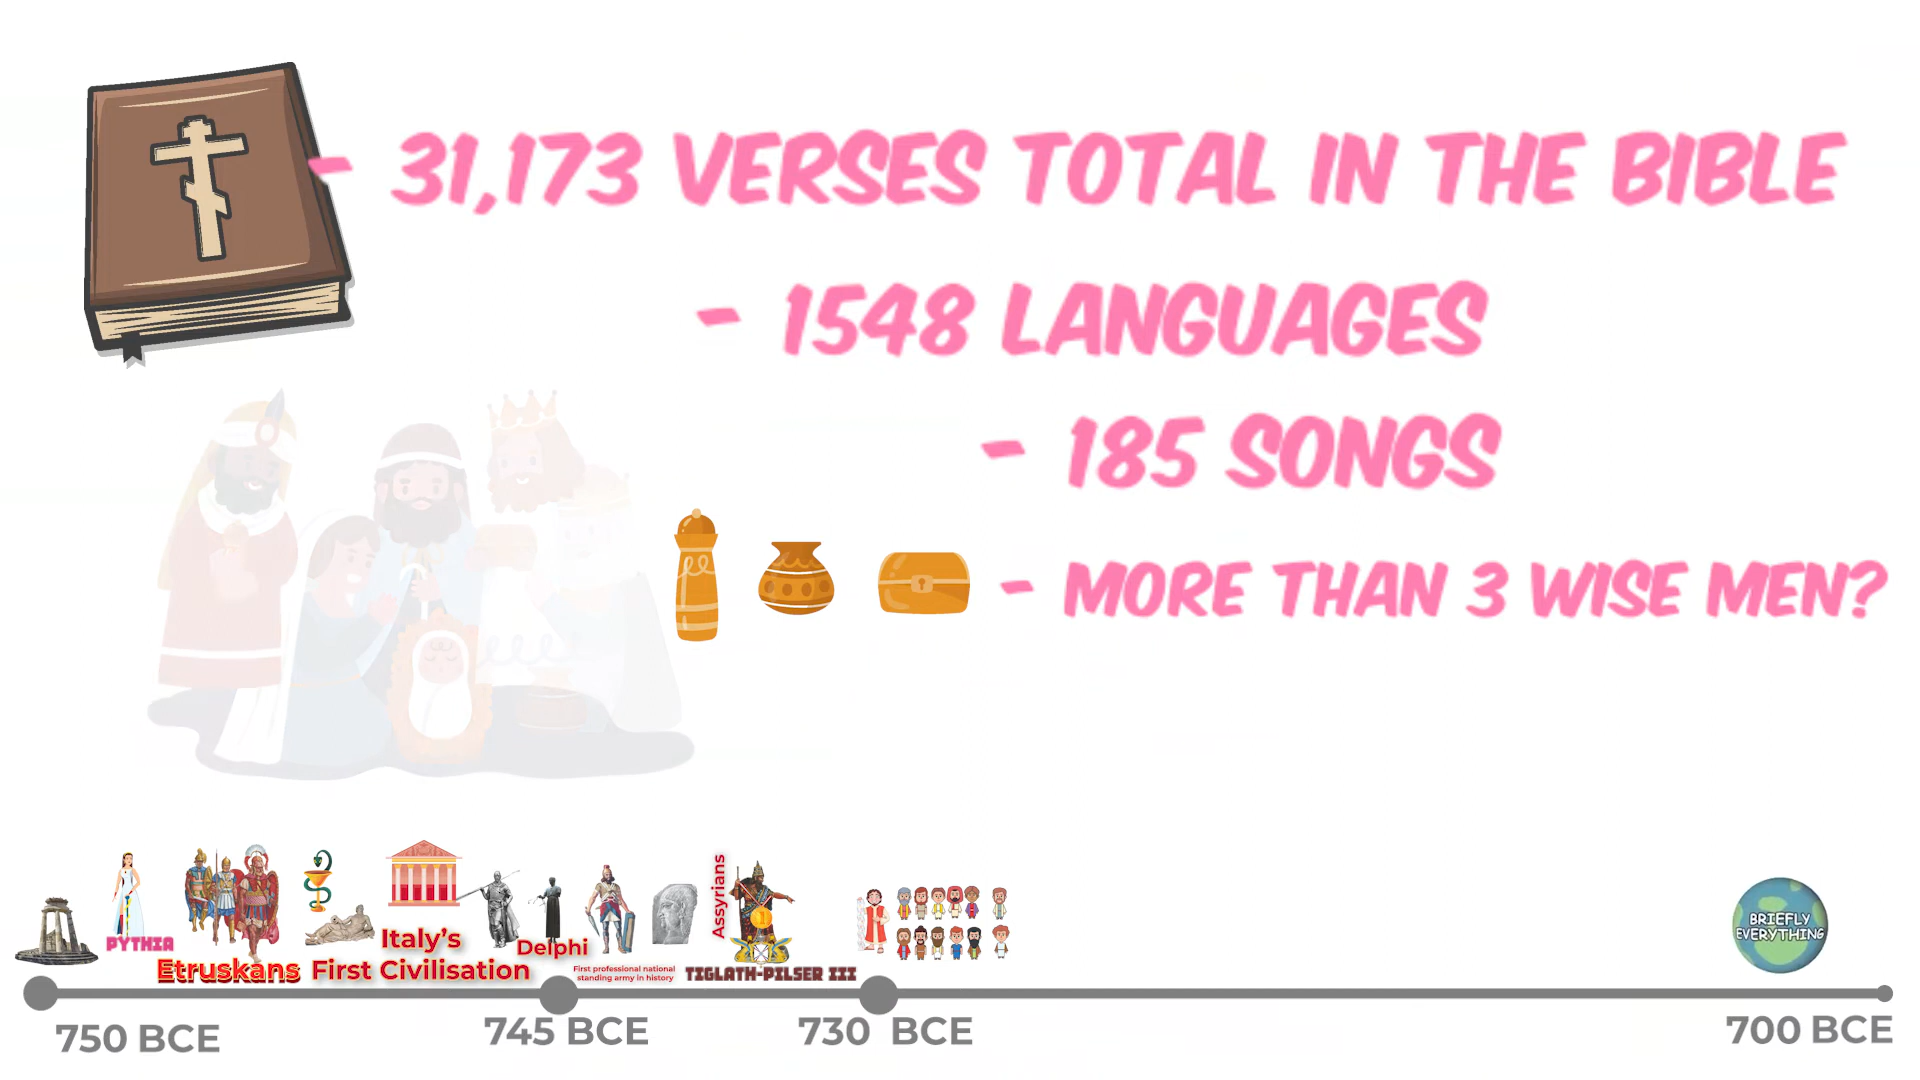 - 31,173 VERSES TOTAL IN THE BIBLE
- 1548 LANGUAGES
- 185 SONGS
- MORE THAN 3 WISE MEN?
PYTHIA
Etruskans
Italy's
First Civilisation
Delphi
First professional national
standing army in history
Assyrians
TIGLATH-PILSER III
BRIEFLY
EVERYTHING
750 BCE
745 BCE
730 BCE
700 BCE